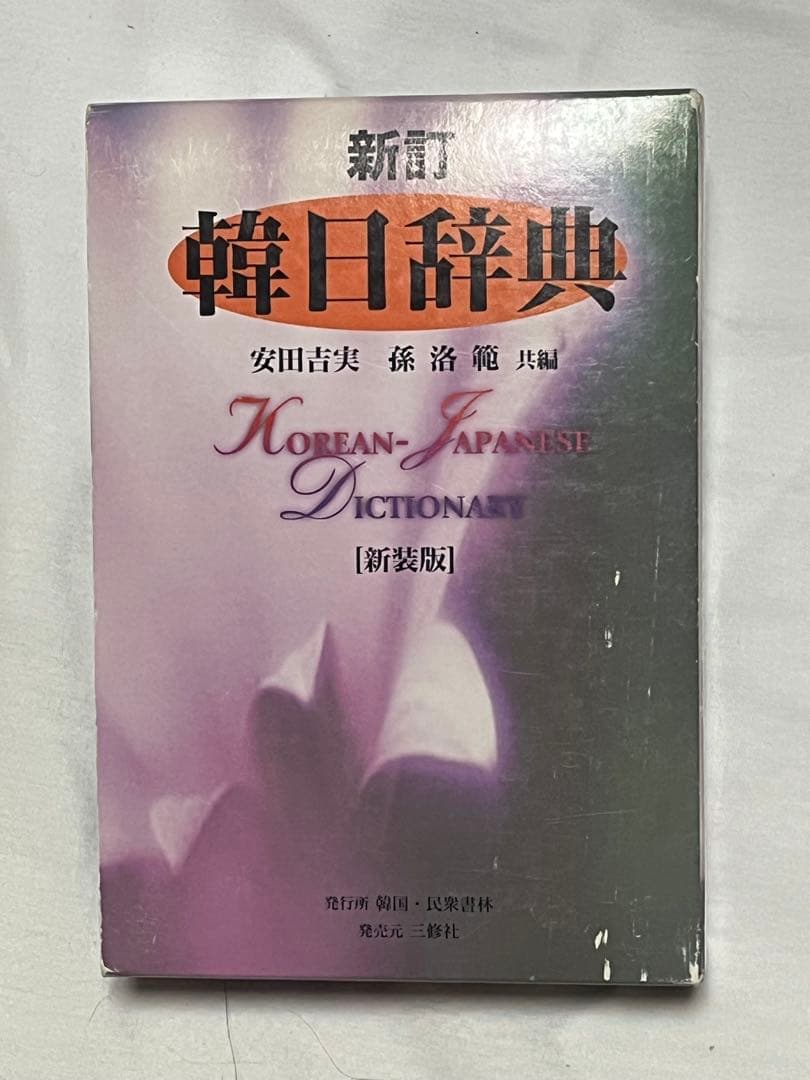 新訂
韓日辞典
安田吉実 孫洛範 共編
KOREAN-JAPANESE
DICTIONARY
[新装版]
発行所 韓国・民衆書林
発売元 三修社